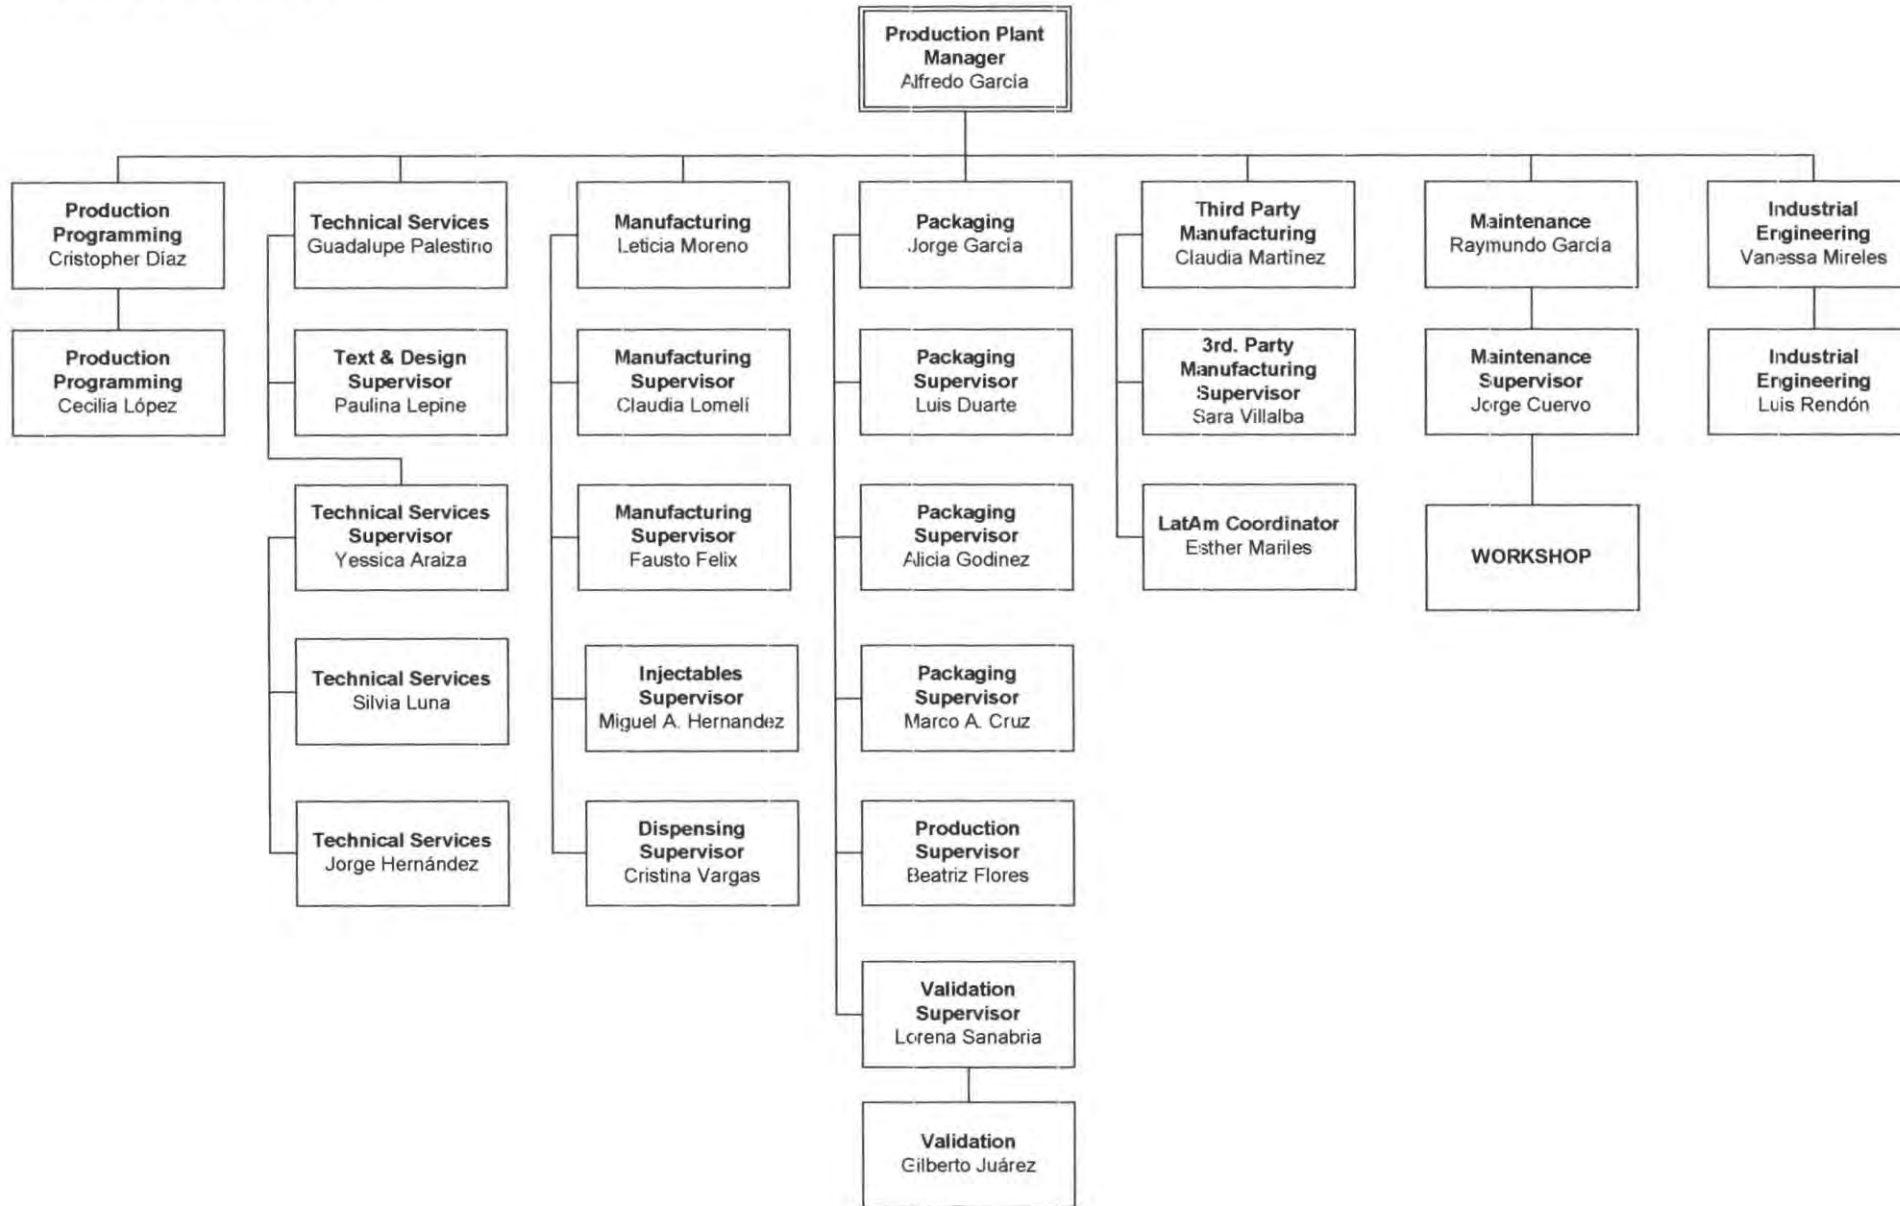 Production Plant
Manager
Alfredo García
Production
Programming
Cristopher Díaz
Technical Services
Guadalupe Palestino
Manufacturing
Leticia Moreno
Packaging
Jorge García
Third Party
Manufacturing
Claudia Martínez
Maintenance
Raymundo García
Industrial
Engineering
Vanessa Mireles
Production
Programming
Cecilia López
Text & Design
Supervisor
Paulina Lepine
Manufacturing
Supervisor
Claudia Lomelí
Packaging
Supervisor
Luis Duarte
3rd. Party
Manufacturing
Supervisor
Sara Villalba
Maintenance
Supervisor
Jorge Cuervo
Industrial
Engineering
Luis Rendón
Technical Services
Supervisor
Yessica Araiza
Manufacturing
Supervisor
Fausto Felix
Packaging
Supervisor
Alicia Godinez
LatAm Coordinator
Esther Mariles
WORKSHOP
Technical Services
Silvia Luna
Injectables
Supervisor
Miguel A. Hernandez
Packaging
Supervisor
Marco A. Cruz
Technical Services
Jorge Hernández
Dispensing
Supervisor
Cristina Vargas
Production
Supervisor
Beatriz Flores
Validation
Supervisor
Lorena Sanabria
Validation
Gilberto Juárez